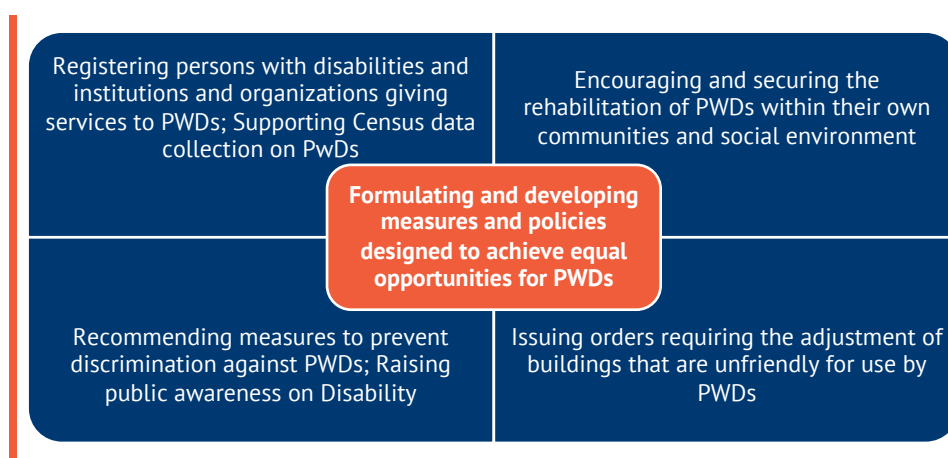 Registering persons with disabilities and
institutions and organizations giving
services to PWDs; Supporting Census data
collection on PwDs
Encouraging and securing the
rehabilitation of PWDs within their own
communities and social environment
Formulating and developing
measures and policies
designed to achieve equal
opportunities for PWDs
Recommending measures to prevent
discrimination against PWDs; Raising
public awareness on Disability
Issuing orders requiring the adjustment of
buildings that are unfriendly for use by
PWDs